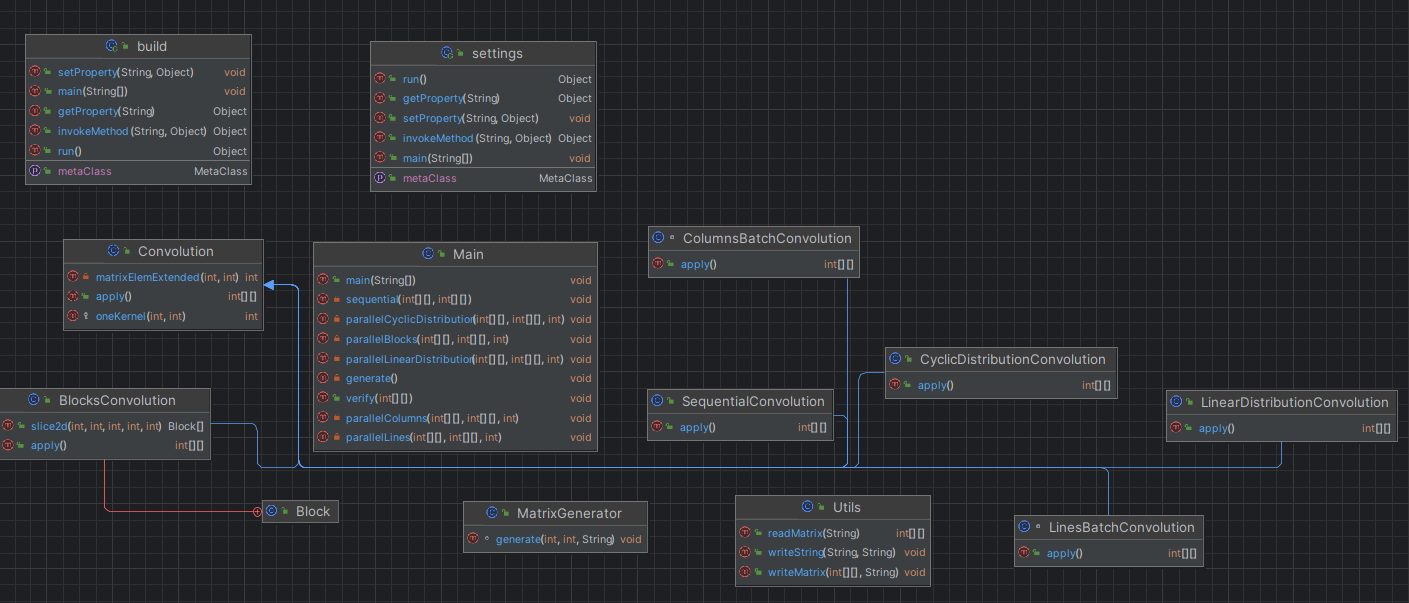 build
setProperty(String, Object) void
main(String[]) void
getProperty(String) Object
invokeMethod(String, Object) Object
run() Object
metaClass MetaClass
settings
run() Object
getProperty(String) Object
setProperty(String, Object) void
invokeMethod(String, Object) Object
main(String[]) void
metaClass MetaClass
Convolution
matrixElemExtended(int, int) int
apply() int[][]
oneKernel(int, int) int
Main
main(String[]) void
sequential(int[][], int[][]) void
parallelCyclicDistribution(int[][], int[][], int) void
parallelBlocks(int[][], int[][], int) void
parallelLinearDistribution(int[][], int[][], int) void
generate() void
verify(int[][]) void
parallelColumns(int[][], int[][], int) void
parallelLines(int[][], int[][], int) void
ColumnsBatchConvolution
apply() int[][]
CyclicDistributionConvolution
apply() int[][]
BlocksConvolution
slice2d(int, int, int, int, int) Block[]
apply() int[][]
SequentialConvolution
apply() int[][]
LinearDistributionConvolution
apply() int[][]
Block
MatrixGenerator
generate(int, int, String) void
Utils
readMatrix(String) int[][]
writeString(String, String) void
writeMatrix(int[][], String) void
LinesBatchConvolution
apply() int[][]